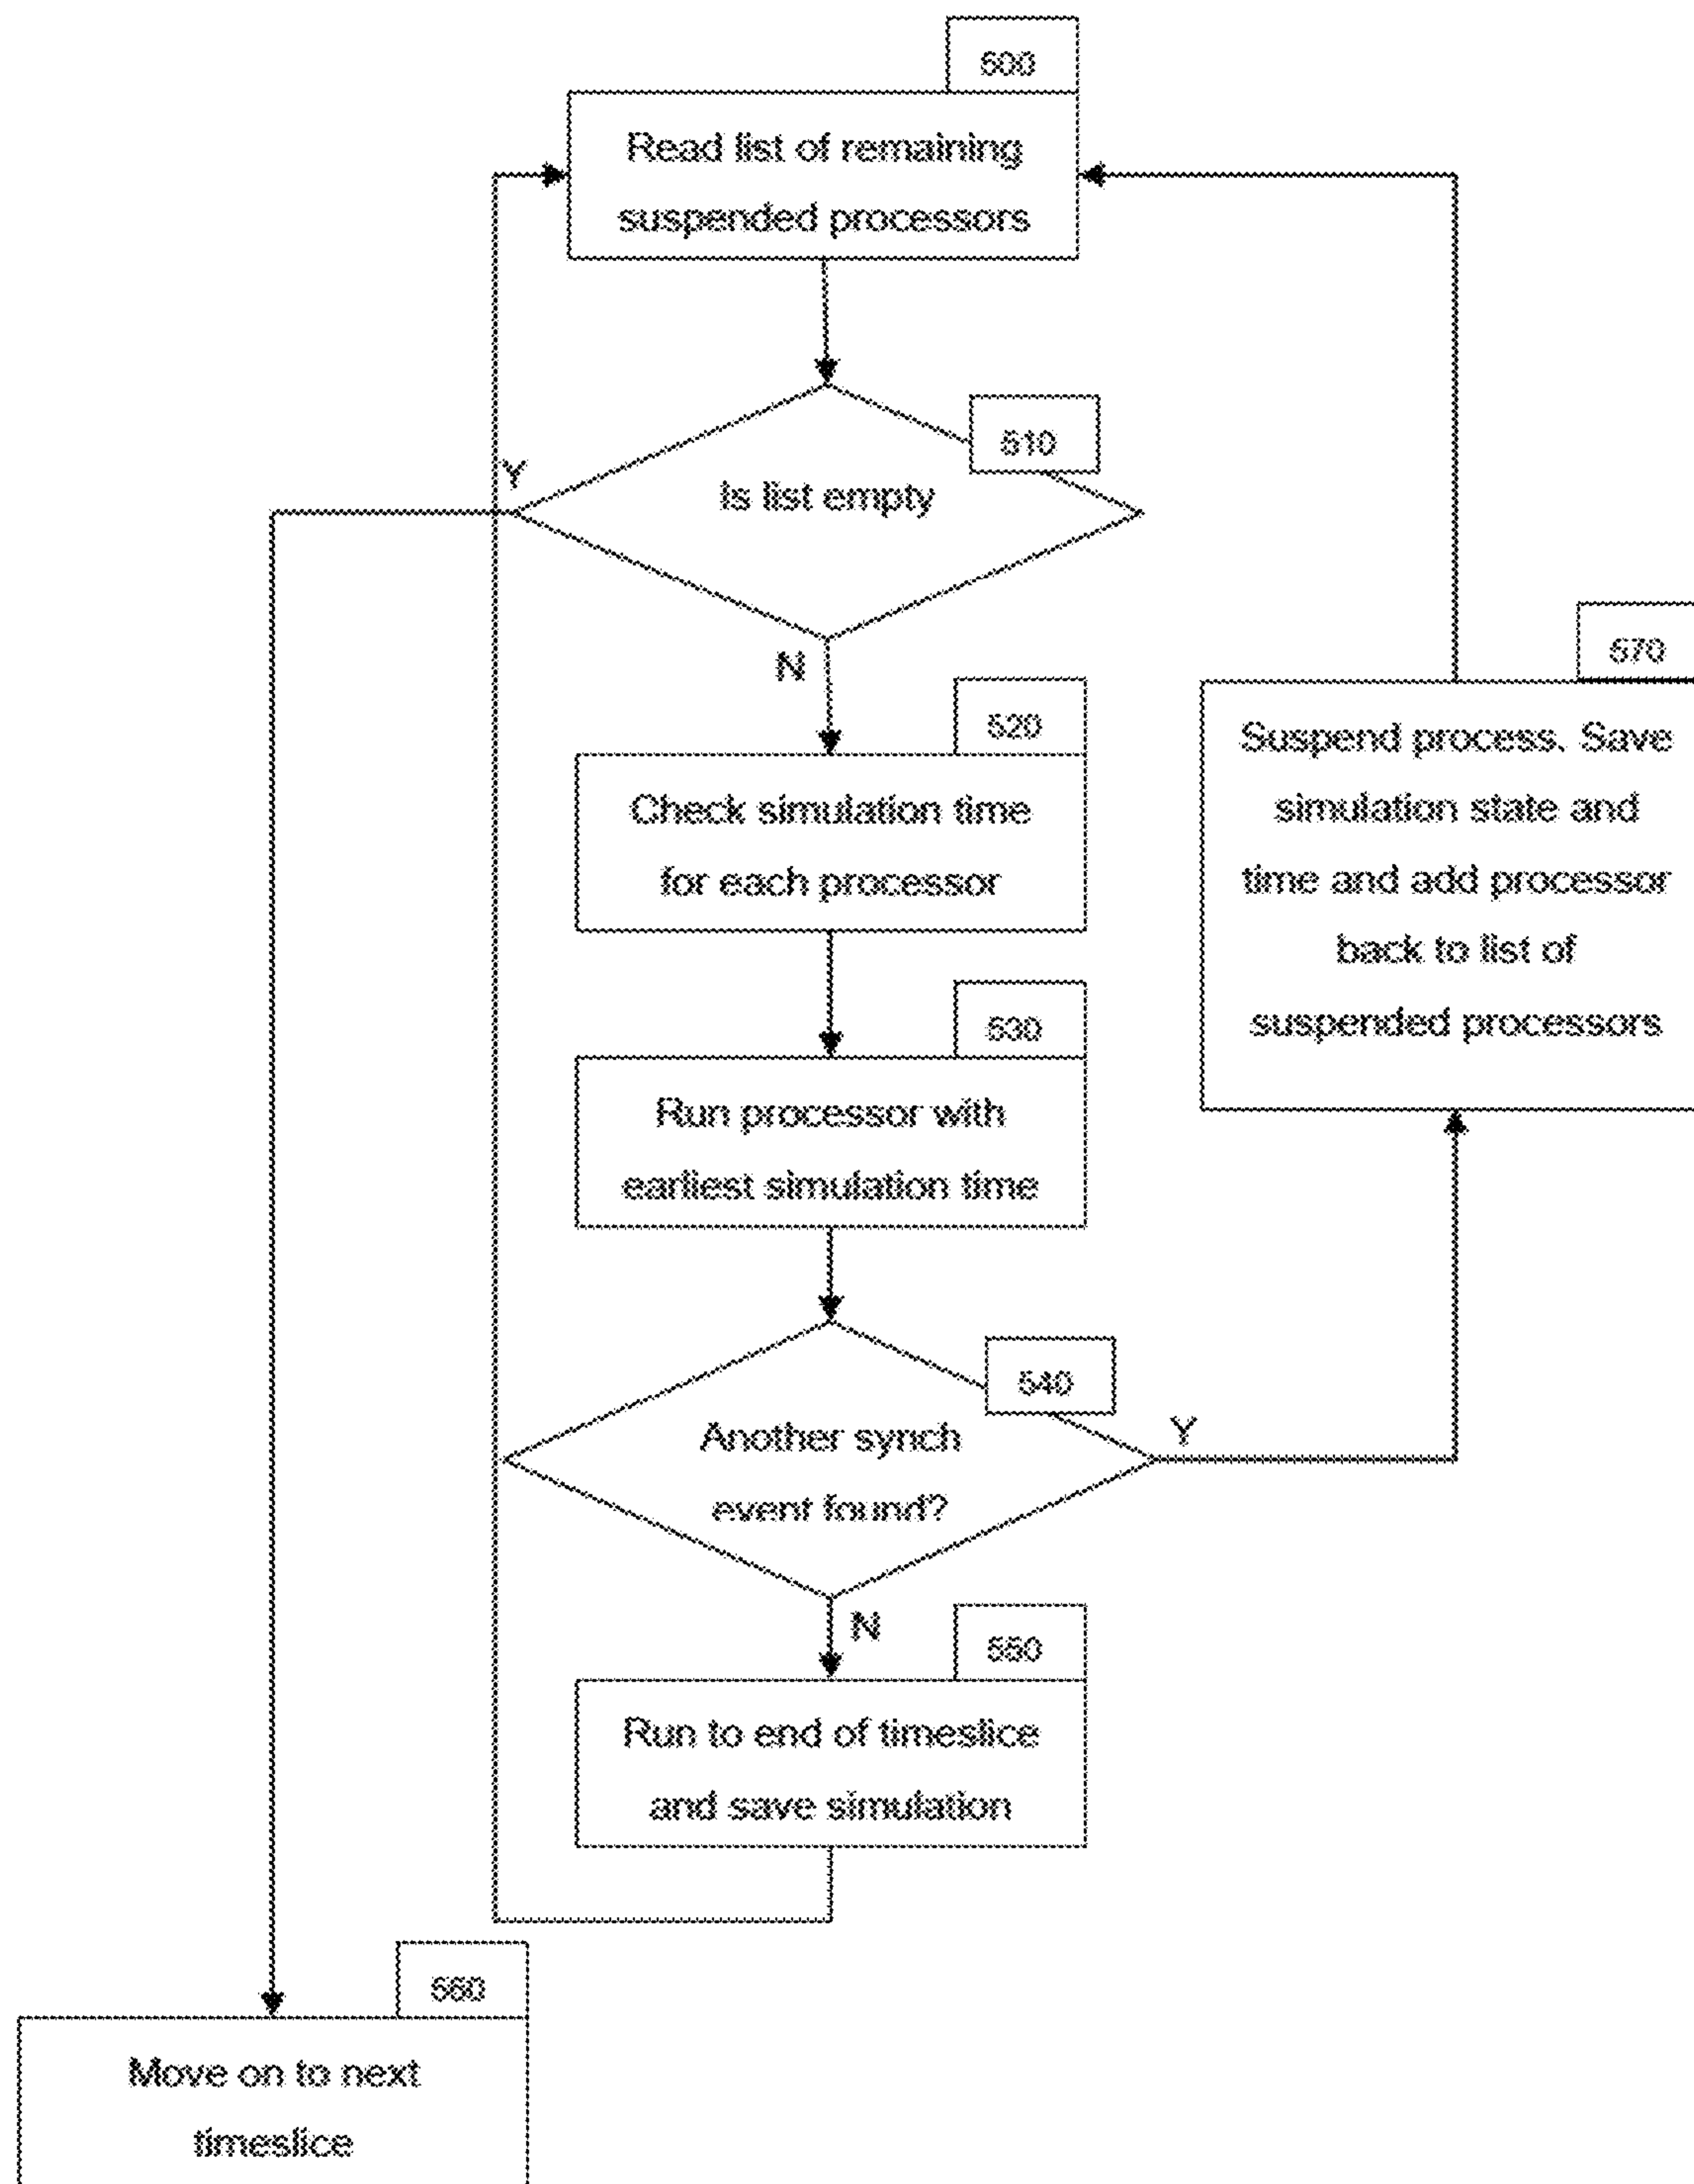 500
Read list of remaining
suspended processors
510
Is list empty
Y
N
520
Check simulation time
for each processor
570
Suspend process. Save
simulation state and
time and add processor
back to list of
suspended processors
530
Run processor with
earliest simulation time
540
Another synch
event found?
Y
N
550
Run to end of timeslice
and save simulation
560
Move on to next
timeslice